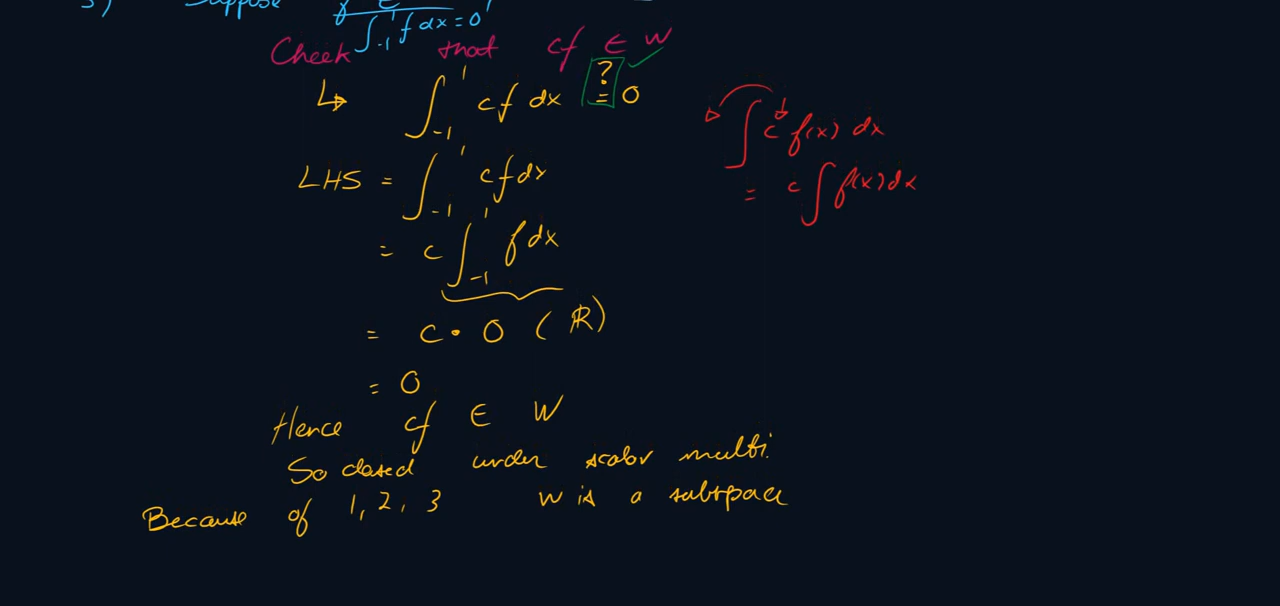 3) Suppose f ∈
∫₋₁¹ f dx = 0
Check that cf ∈ W
↳ ∫₋₁¹ cf dx ≟ 0 ✓
∫ c f(x) dx
= c ∫ f(x) dx
LHS = ∫₋₁¹ cf dx
= c ∫₋₁¹ f dx
= c • 0 (ℝ)
= 0
Hence cf ∈ W
So closed under scalar multi.
Because of 1, 2, 3 W is a subspace